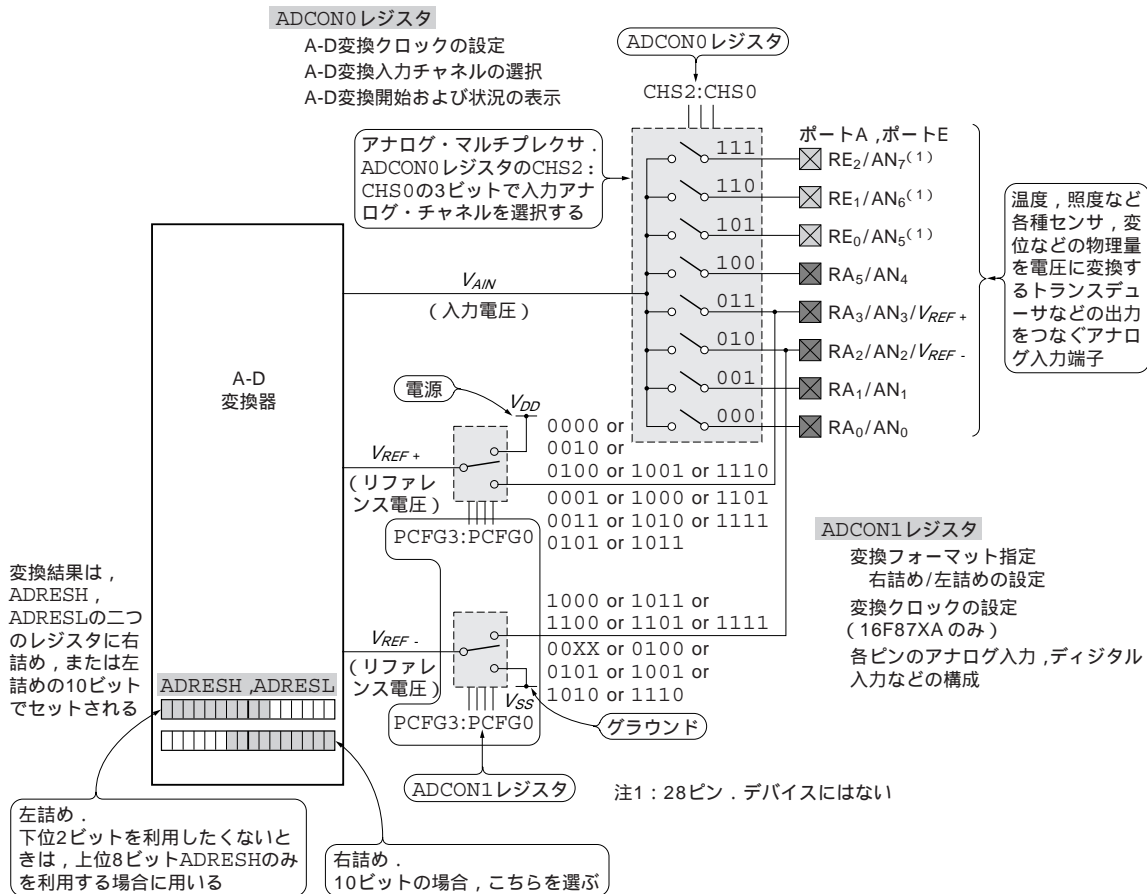 ADCON0レジスタ
A-D変換クロックの設定
A-D変換入力チャネルの選択
A-D変換開始および状況の表示
ADCON0レジスタ
CHS2:CHS0
アナログ・マルチプレクサ．
ADCON0レジスタのCHS2：
CHS0の3ビットで入力アナ
ログ・チャネルを選択する
ポートA，ポートE
111
RE2/AN7(1)
110
RE1/AN6(1)
101
RE0/AN5(1)
100
RA5/AN4
011
RA3/AN3/VREF +
010
RA2/AN2/VREF -
001
RA1/AN1
000
RA0/AN0
温度，照度など
各種センサ，変
位などの物理量
を電圧に変換す
るトランスデュ
ーサなどの出力
をつなぐアナロ
グ入力端子
A-D
変換器
VAIN
（入力電圧）
電源
VDD
VREF +
（リファレ
ンス電圧）
0000 or
0010 or
0100 or 1001 or 1110
0001 or 1000 or 1101
0011 or 1010 or 1111
0101 or 1011
PCFG3:PCFG0
ADCON1レジスタ
変換フォーマット指定
右詰め/左詰めの設定
変換クロックの設定
（16F87XAのみ）
各ピンのアナログ入力，ディジタル
入力などの構成
VREF -
（リファレ
ンス電圧）
1000 or 1011 or
1100 or 1101 or 1111
00XX or 0100 or
0101 or 1001 or
1010 or 1110
VSS
グラウンド
PCFG3:PCFG0
ADCON1レジスタ
変換結果は，
ADRESH，
ADRESLの二つ
のレジスタに右
詰め，または左
詰めの10ビット
でセットされる
ADRESH,ADRESL
左詰め．
下位2ビットを利用したくないと
きは，上位8ビットADRESHのみ
を利用する場合に用いる
右詰め．
10ビットの場合，こちらを選ぶ
注1：28ピン．デバイスにはない